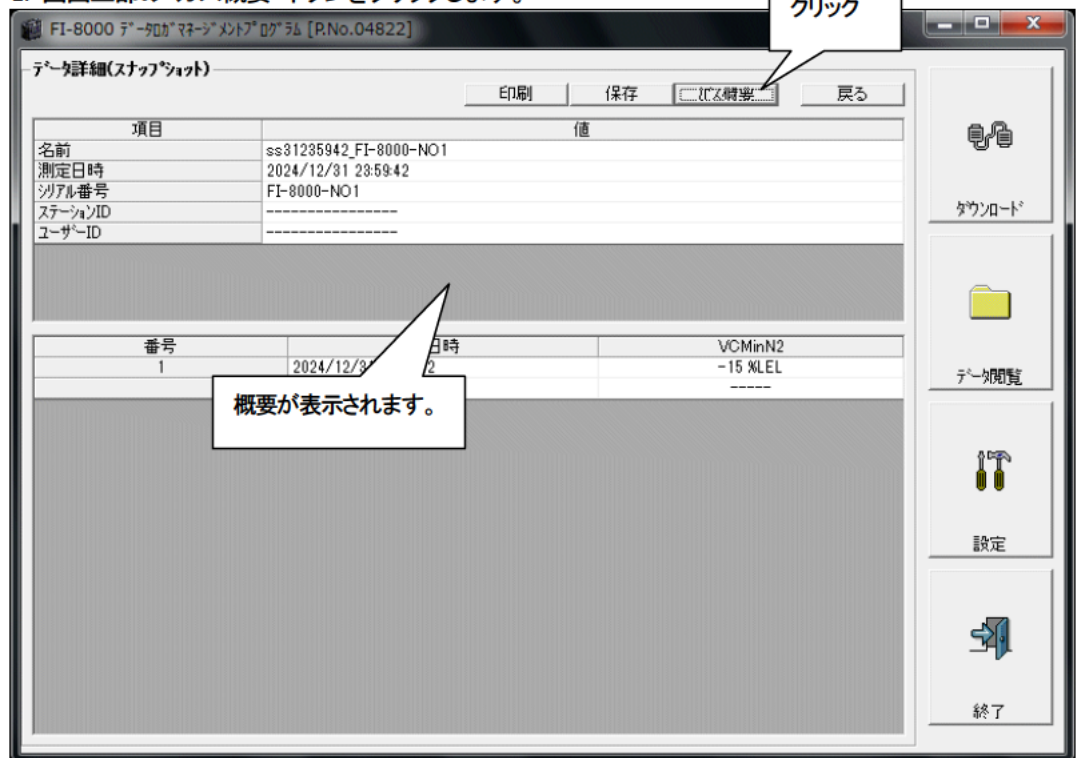 クリック
FI-8000 ﾃﾞｰﾀﾛｶﾞﾏﾈｰｼﾞﾒﾝﾄﾌﾟﾛｸﾞﾗﾑ [P.No.04822]
ﾃﾞｰﾀ詳細(ｽﾅｯﾌﾟｼｮｯﾄ)
印刷 保存 ｶﾞｽ概要 戻る
項目 値
名前 ss31235942_FI-8000-NO1
測定日時 2024/12/31 23:59:42
ｼﾘｱﾙ番号 FI-8000-NO1
ｽﾃｰｼｮﾝID ----------------
ﾕｰｻﾞｰID ----------------
番号 日時 VCMinN2
1 2024/12/31 2 -15 %LEL
-----
概要が表示されます。
ﾀﾞｳﾝﾛｰﾄﾞ
ﾃﾞｰﾀ閲覧
設定
終了